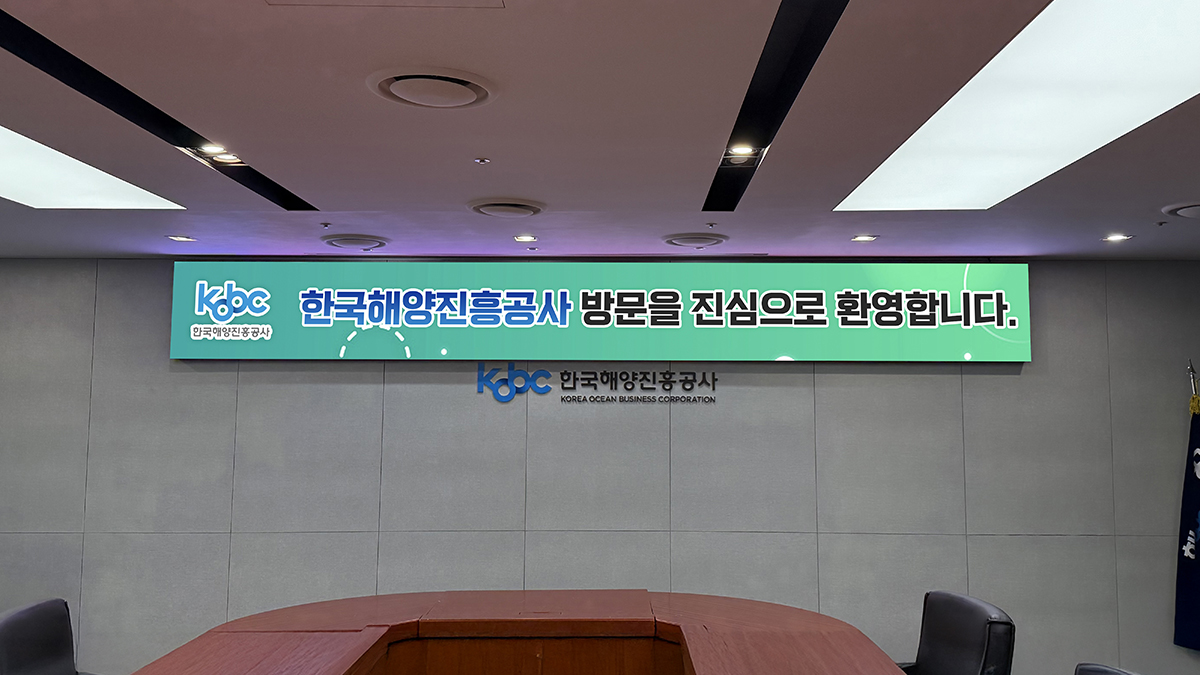 kobc
한국해양진흥공사
한국해양진흥공사 방문을 진심으로 환영합니다.
kobc 한국해양진흥공사
KOREA OCEAN BUSINESS CORPORATION